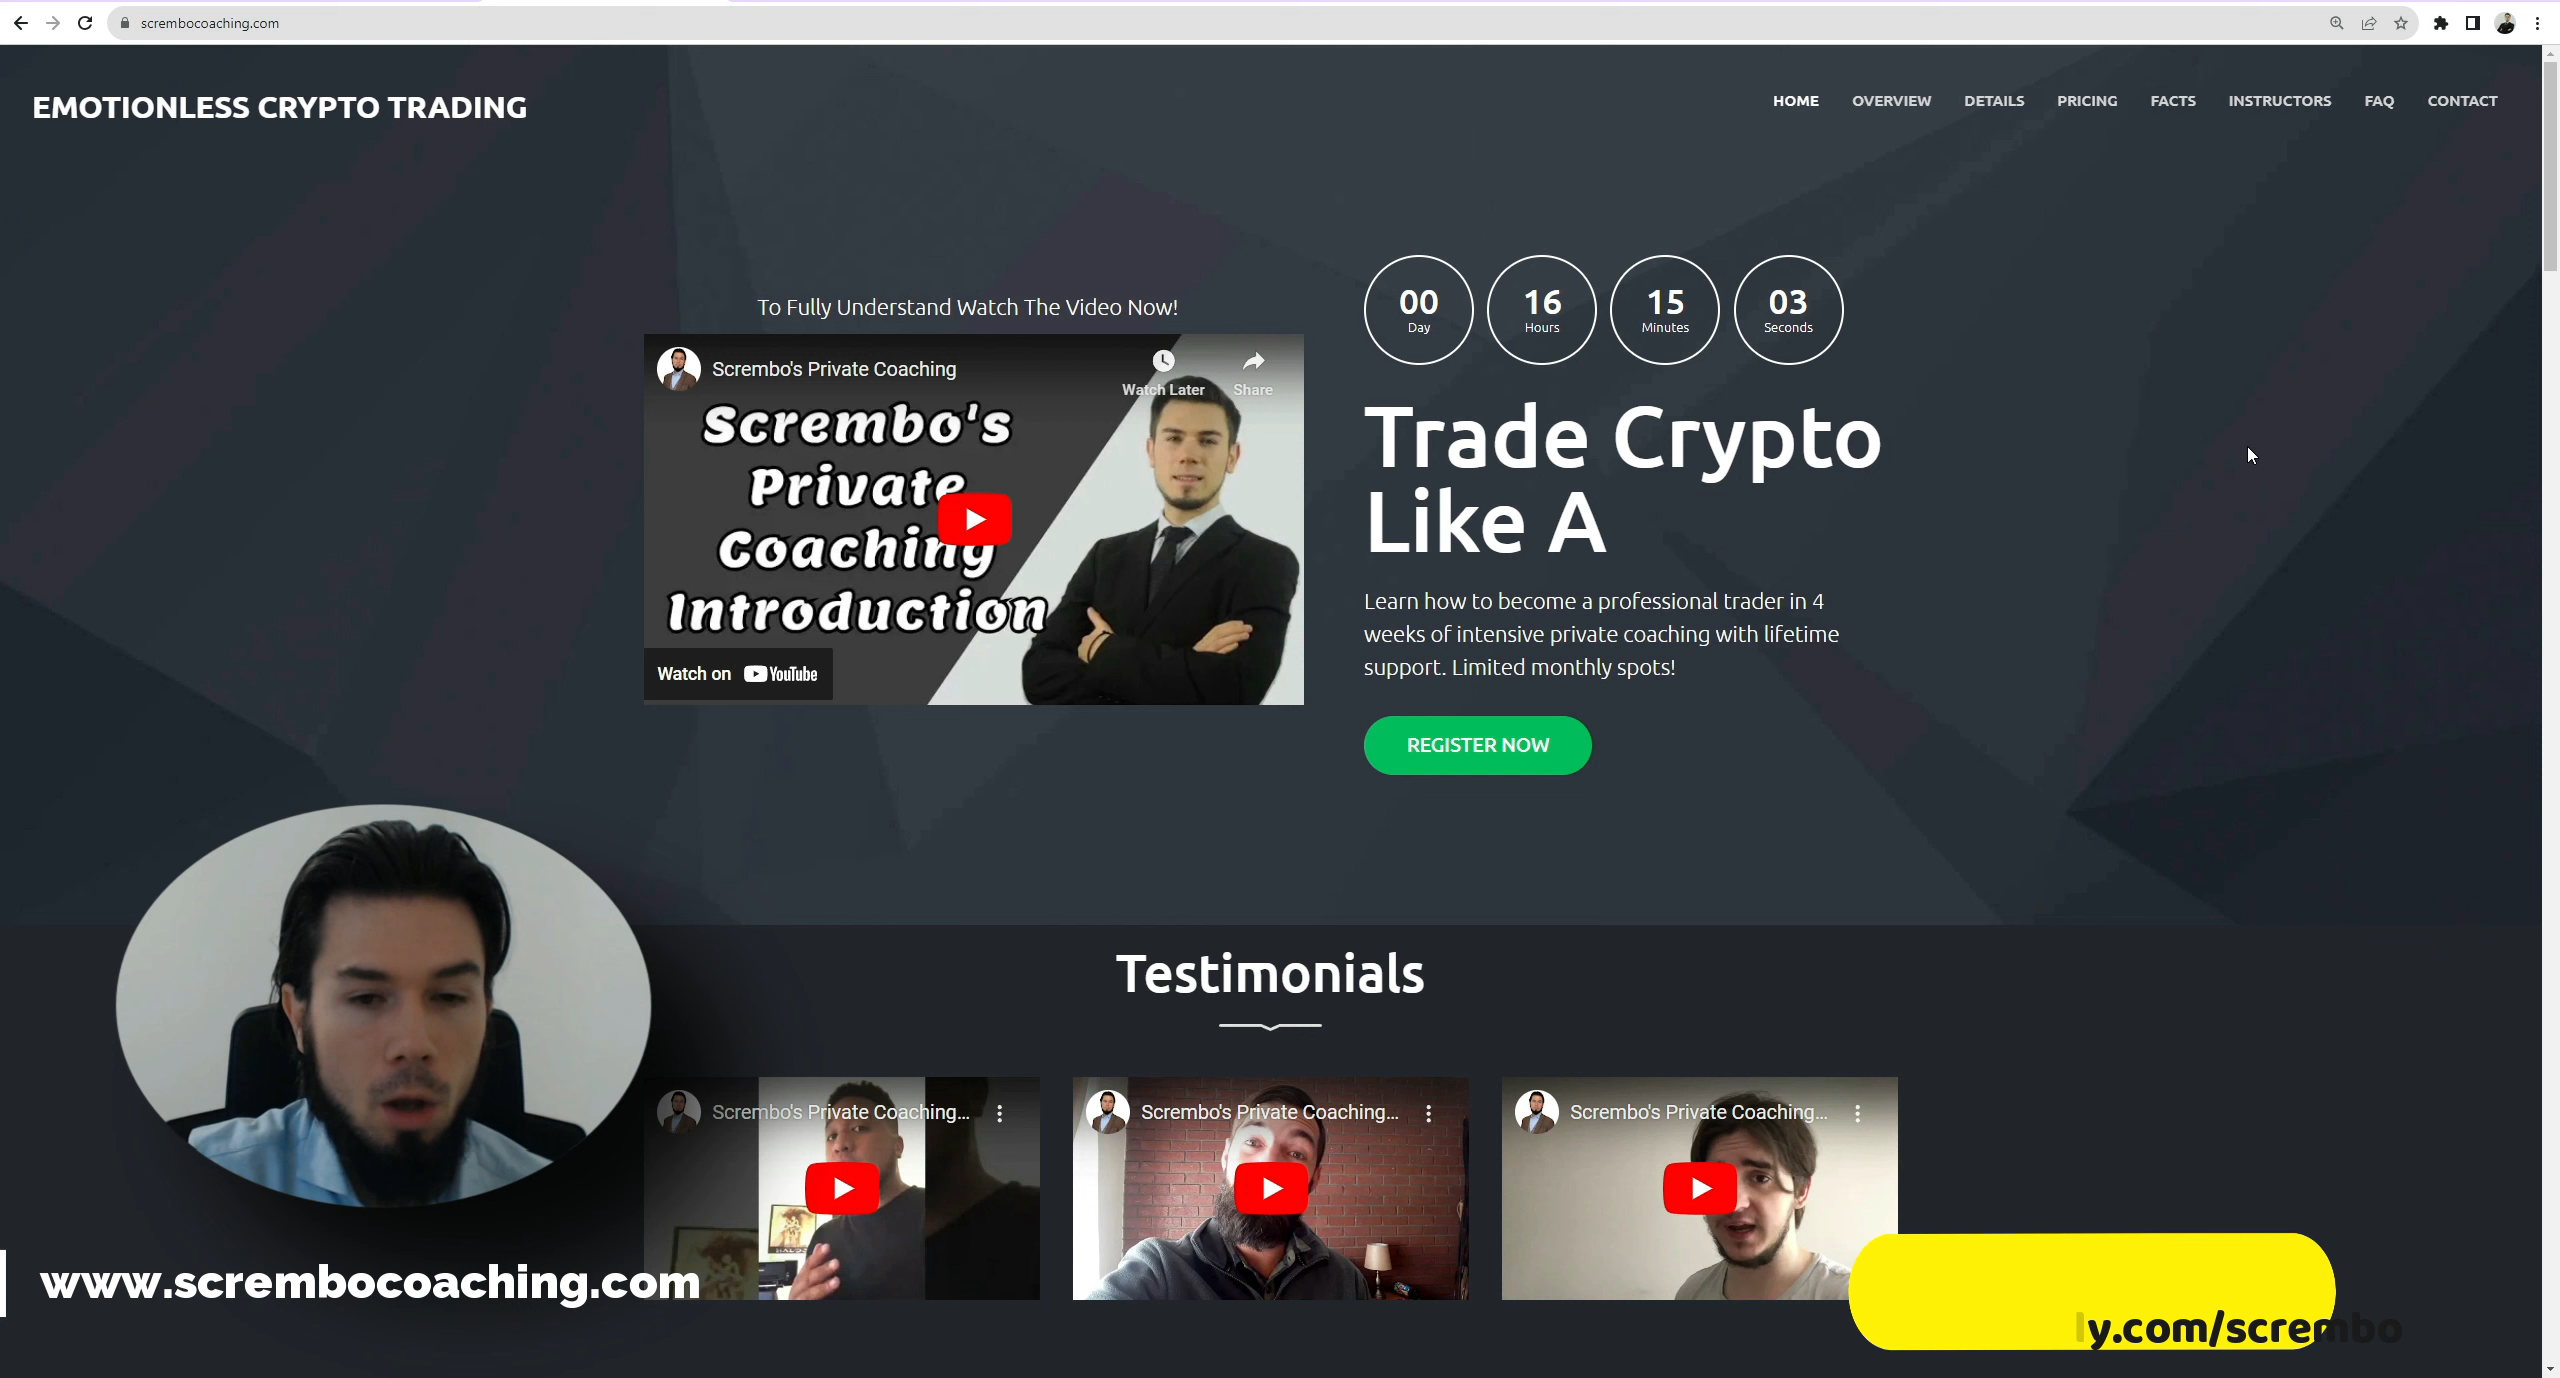 scrembocoaching.com
EMOTIONLESS CRYPTO TRADING
HOME
OVERVIEW
DETAILS
PRICING
FACTS
INSTRUCTORS
FAQ
CONTACT
To Fully Understand Watch The Video Now!
Scrembo's Private Coaching
Watch Later
Share
Scrembo's
Private
Coaching
Introduction
Watch on YouTube
00
Day
16
Hours
15
Minutes
03
Seconds
Trade Crypto
Like A
Learn how to become a professional trader in 4
weeks of intensive private coaching with lifetime
support. Limited monthly spots!
REGISTER NOW
Testimonials
Scrembo's Private Coaching...
Scrembo's Private Coaching...
Scrembo's Private Coaching...
www.scrembocoaching.com
ly.com/scrembo